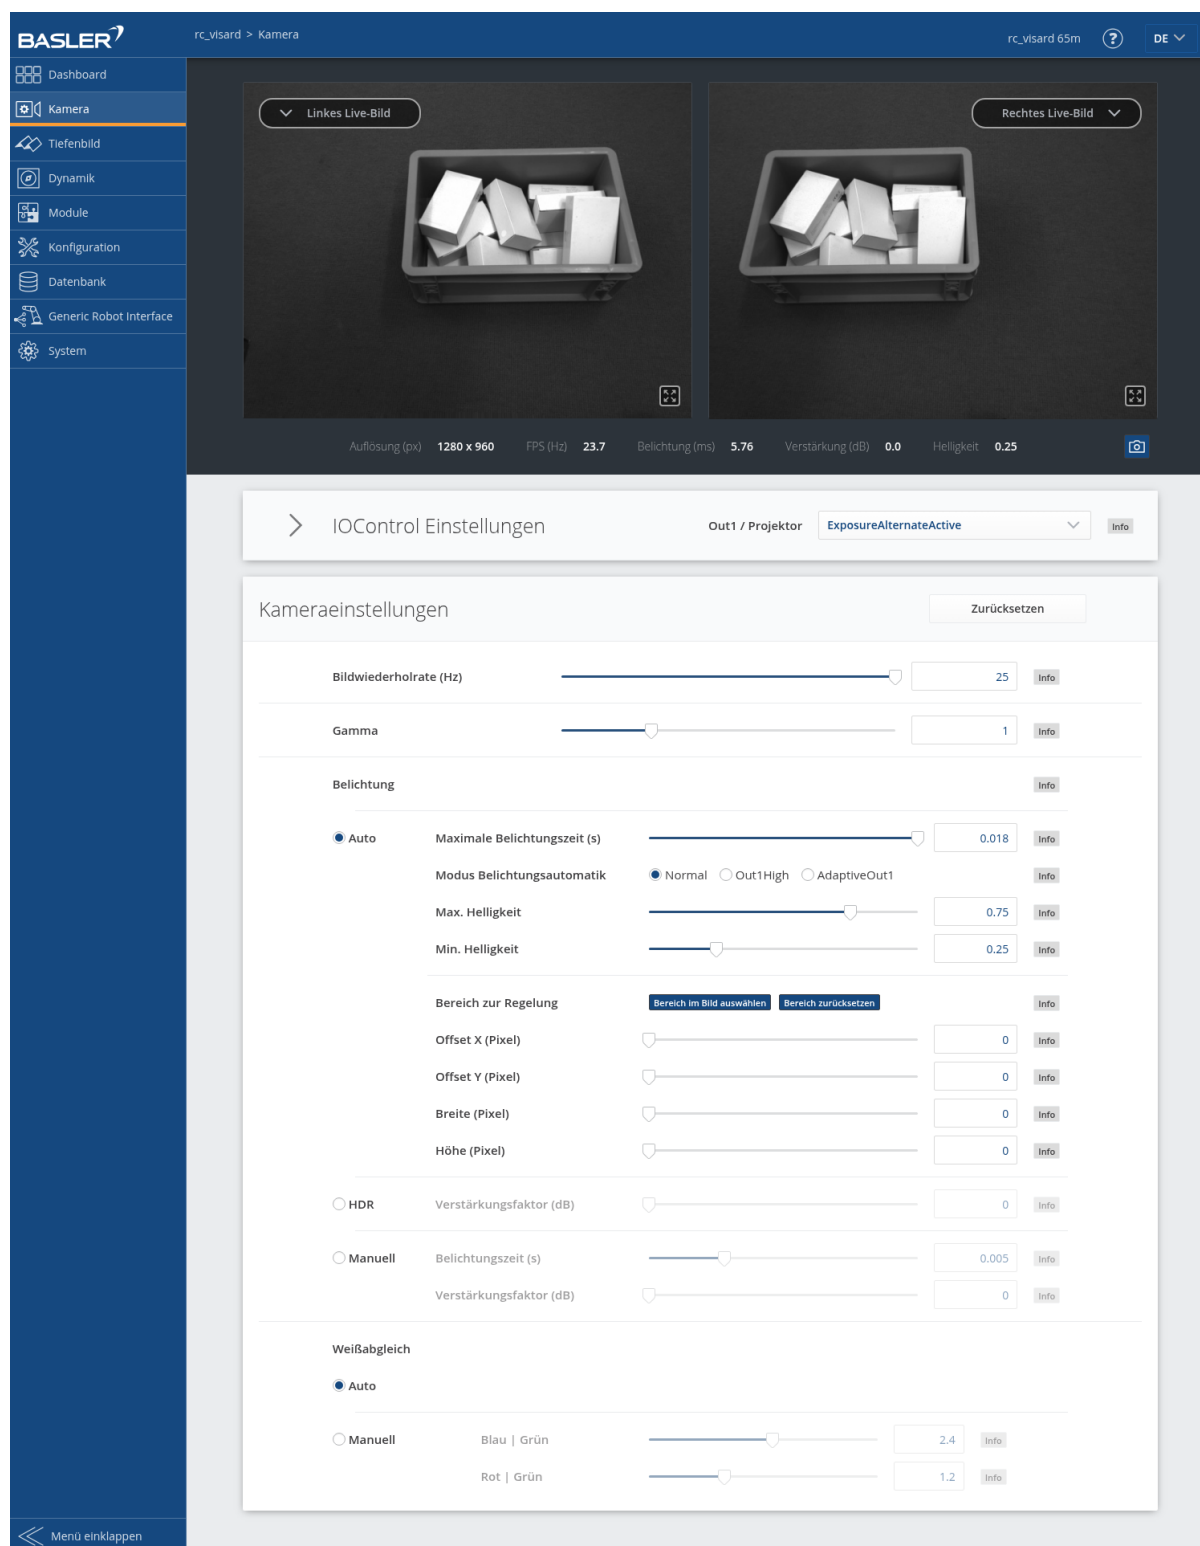 BASLER
rc_visard > Kamera
rc_visard 65m
?
DE
Dashboard
Kamera
Tiefenbild
Dynamik
Module
Konfiguration
Datenbank
Generic Robot Interface
System
Linkes Live-Bild
Rechtes Live-Bild
Auflösung (px) 1280 x 960 FPS (Hz) 23.7 Belichtung (ms) 5.76 Verstärkung (dB) 0.0 Helligkeit 0.25
IOControl Einstellungen Out1 / Projektor ExposureAlternateActive Info
Kameraeinstellungen Zurücksetzen
Bildwiederholrate (Hz) 25 Info
Gamma 1 Info
Belichtung Info
Auto Maximale Belichtungszeit (s) 0.018 Info
Modus Belichtungsautomatik Normal Out1High AdaptiveOut1 Info
Max. Helligkeit 0.75 Info
Min. Helligkeit 0.25 Info
Bereich zur Regelung Bereich im Bild auswählen Bereich zurücksetzen Info
Offset X (Pixel) 0 Info
Offset Y (Pixel) 0 Info
Breite (Pixel) 0 Info
Höhe (Pixel) 0 Info
HDR Verstärkungsfaktor (dB) 0 Info
Manuell Belichtungszeit (s) 0.005 Info
Verstärkungsfaktor (dB) 0 Info
Weißabgleich
Auto
Manuell Blau | Grün 2.4 Info
Rot | Grün 1.2 Info
Menü einklappen